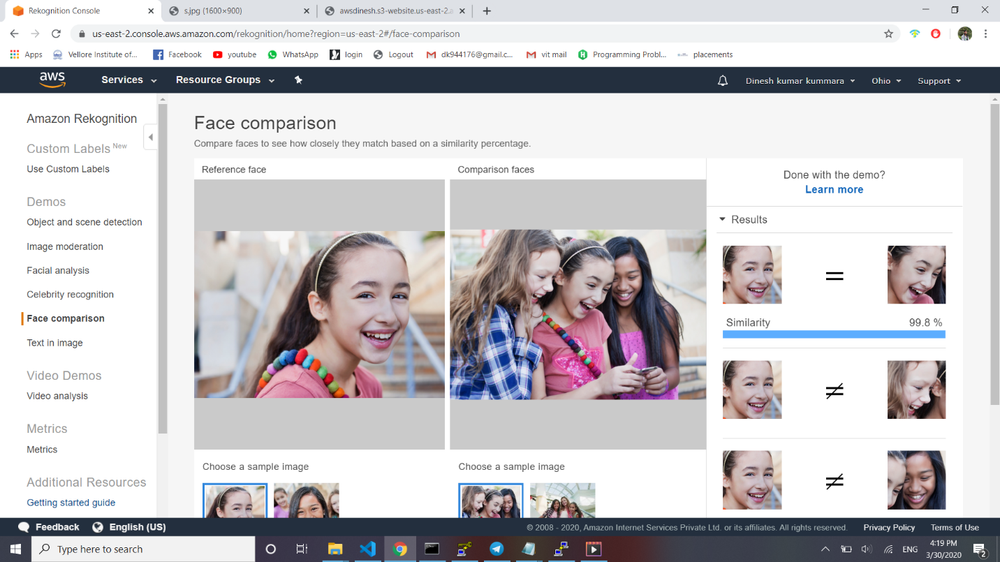 Rekognition Console
s.jpg (1600×900)
awsdinesh.s3-website.us-east-2.a
us-east-2.console.aws.amazon.com/rekognition/home?region=us-east-2#/face-comparison
Apps
Vellore Institute of...
Facebook
youtube
WhatsApp
login
Logout
dk944176@gmail.c...
vit mail
Programming Probl...
placements
aws
Services
Resource Groups
Dinesh kumar kummara
Ohio
Support
Amazon Rekognition
Custom Labels New
Use Custom Labels
Demos
Object and scene detection
Image moderation
Facial analysis
Celebrity recognition
Face comparison
Text in image
Video Demos
Video analysis
Metrics
Metrics
Additional Resources
Getting started guide
Face comparison
Compare faces to see how closely they match based on a similarity percentage.
Reference face
Comparison faces
Choose a sample image
Choose a sample image
Done with the demo?
Learn more
Results
=
Similarity 99.8 %
≠
≠
Feedback
English (US)
© 2008 - 2020, Amazon Internet Services Private Ltd. or its affiliates. All rights reserved.
Privacy Policy
Terms of Use
Type here to search
ENG
4:19 PM
3/30/2020
2